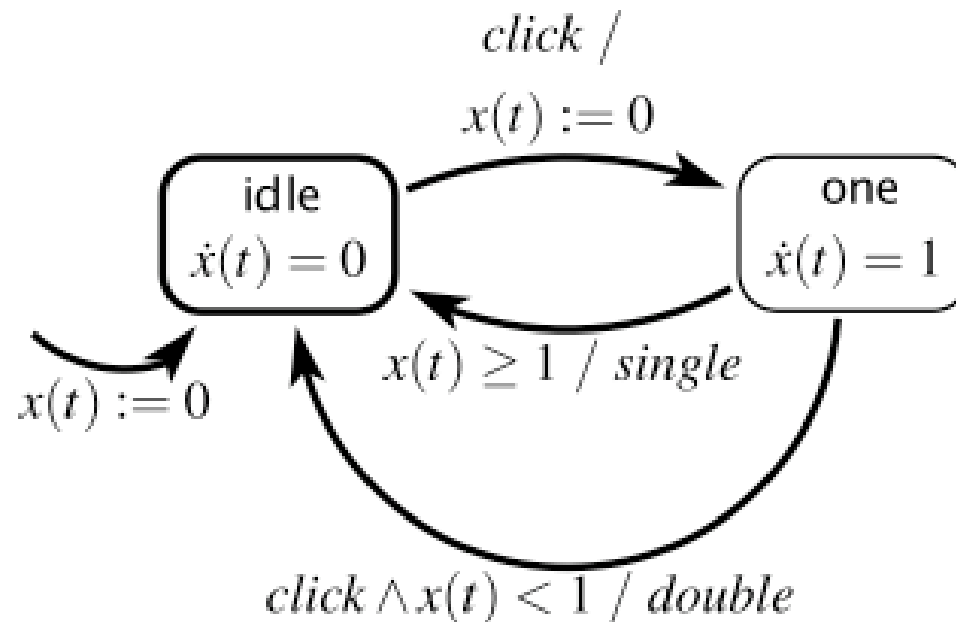 click /
x(t) := 0
idle
ẋ(t) = 0
one
ẋ(t) = 1
x(t) ≥ 1 / single
x(t) := 0
click ∧ x(t) < 1 / double